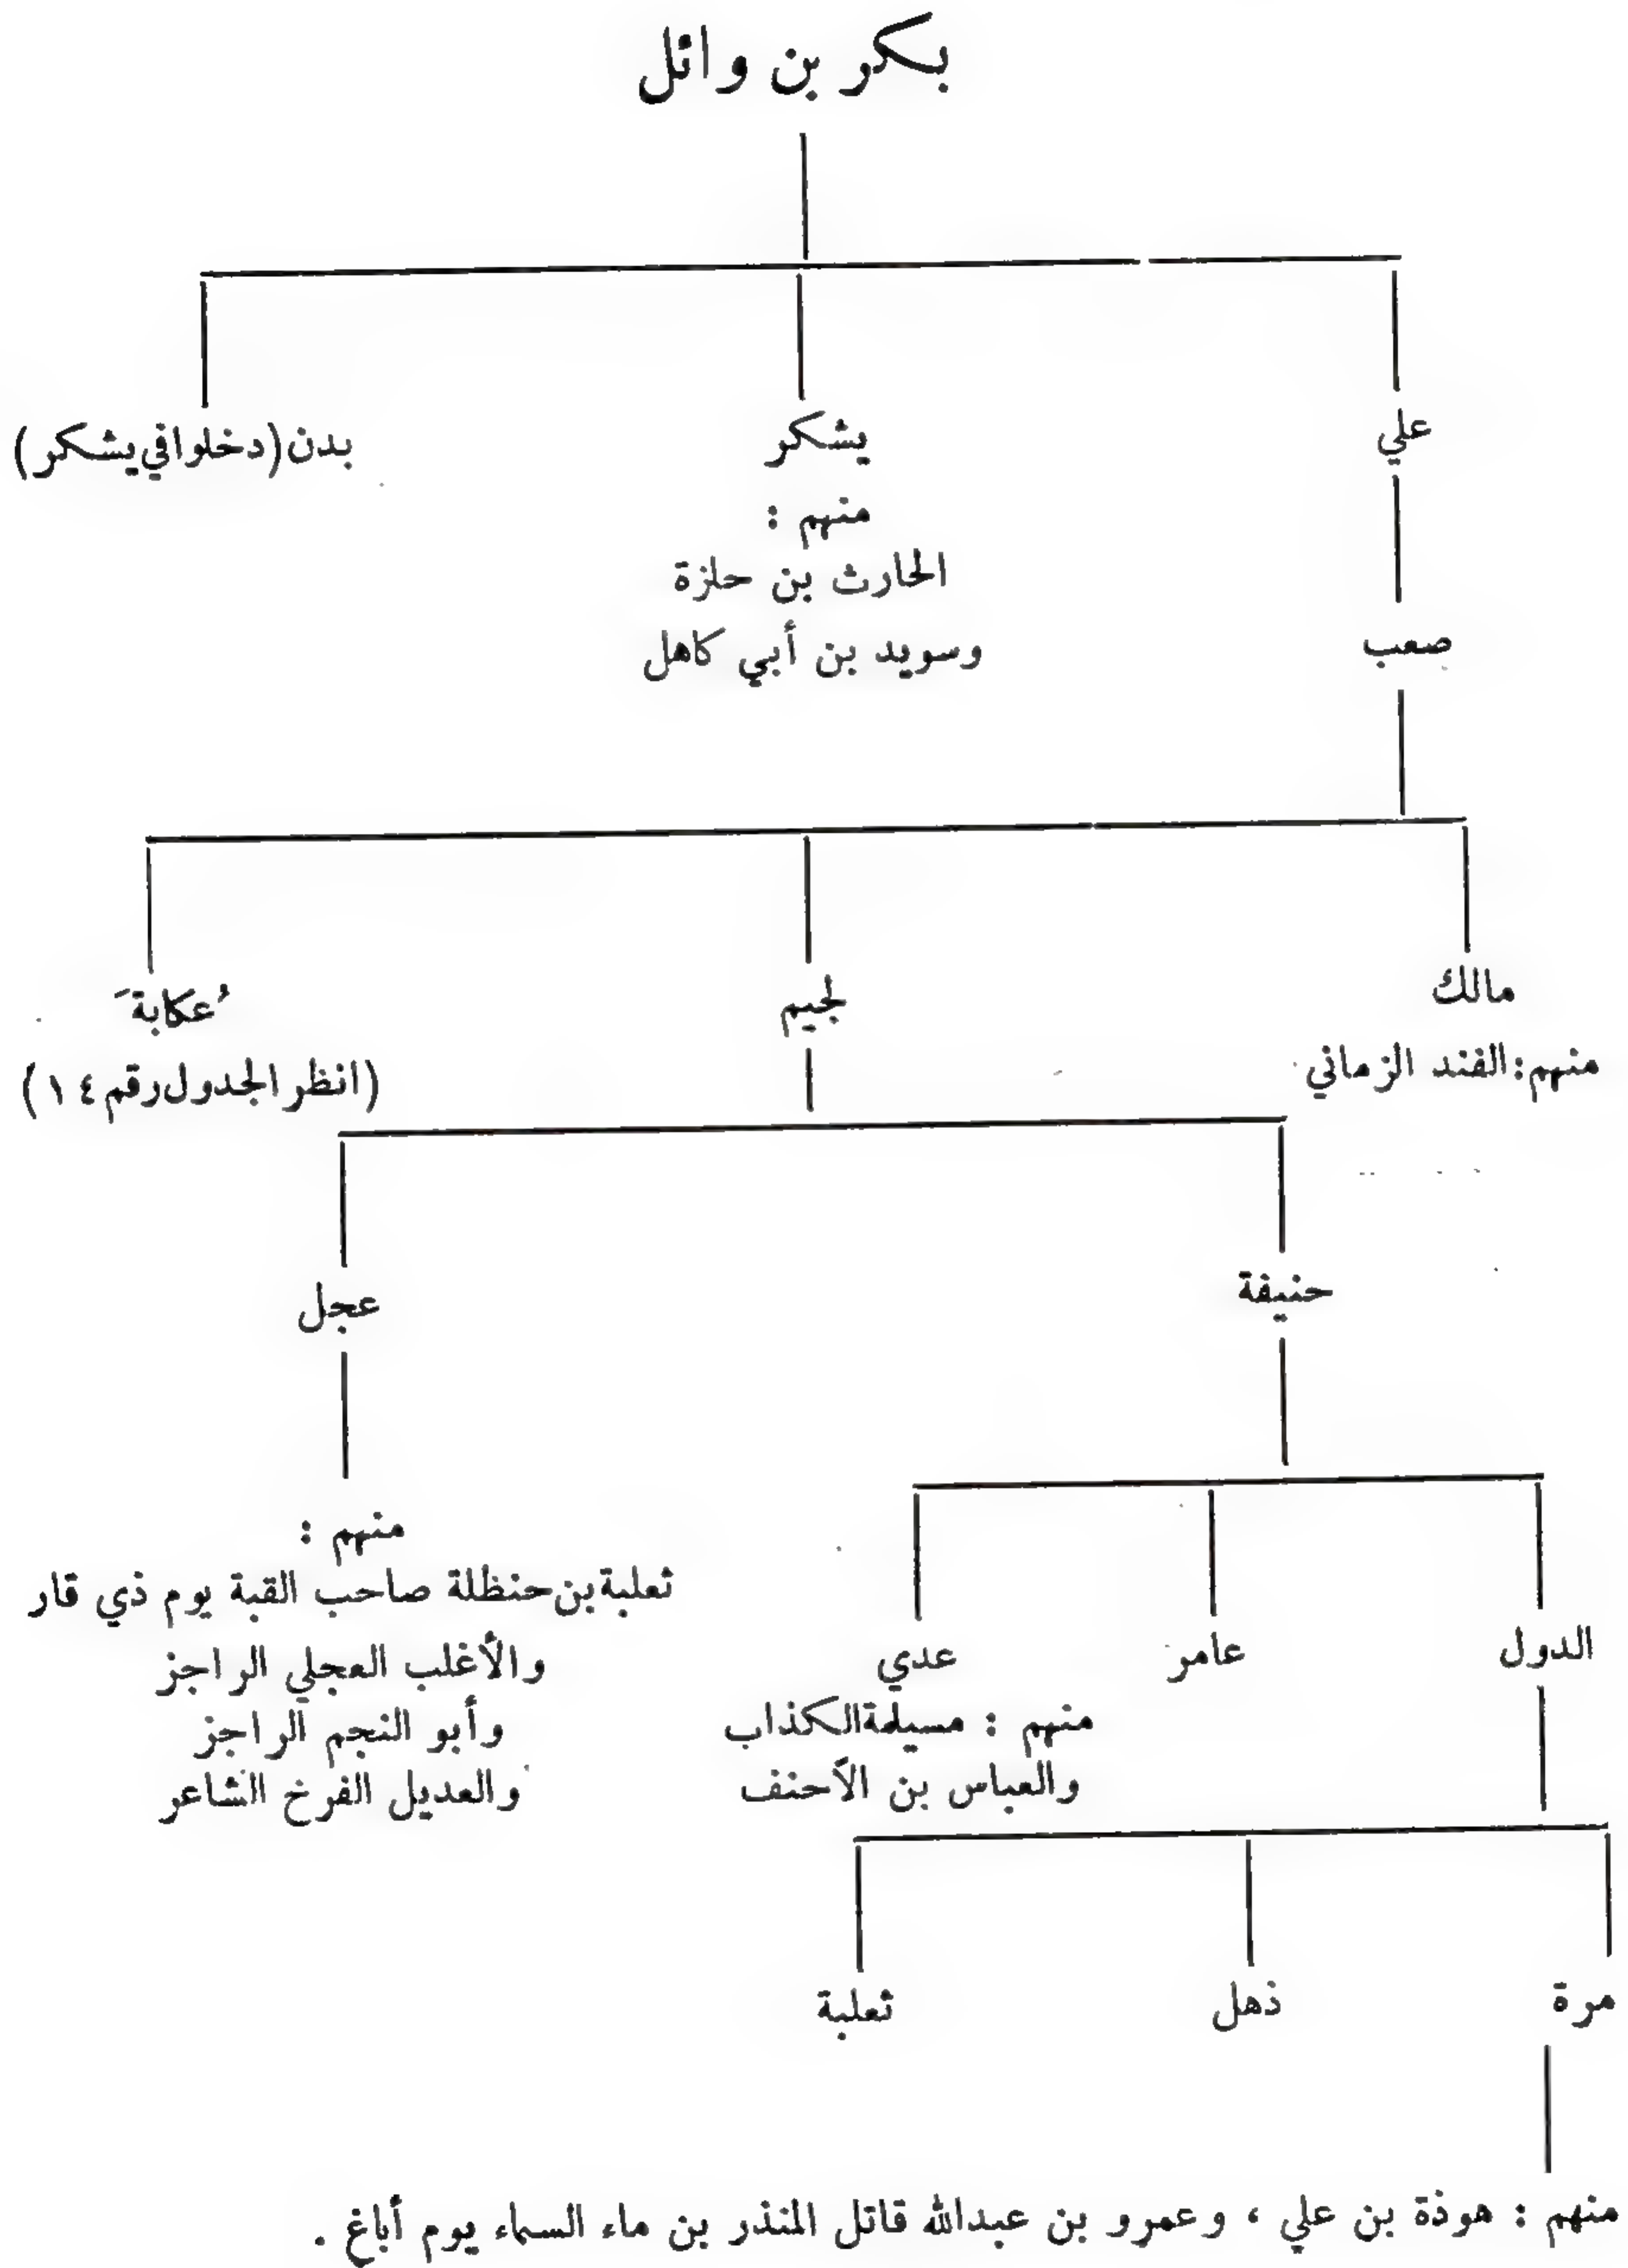 بكر بن وائل
علي
يشكر
بدن (دخلوا في يشكر)
منهم :
الحارث بن حلزة
وسويد بن أبي كاهل
صعب
مالك
لجيم
عُكابةَ
منهم : الفند الزماني
(انظر الجدول رقم ١٤)
حنيفة
عجل
منهم :
ثعلبة بن حنظلة صاحب القبة يوم ذي قار
والأغلب العجلي الراجز
وأبو النجم الراجز
والعديل الفرخ الشاعر
الدول
عامر
عدي
منهم : مسيلمة الكذاب
والعباس بن الأحنف
مرة
ذهل
ثعلبة
منهم : هوذة بن علي ، وعمرو بن عبدالله قاتل المنذر بن ماء السماء يوم أباغ .